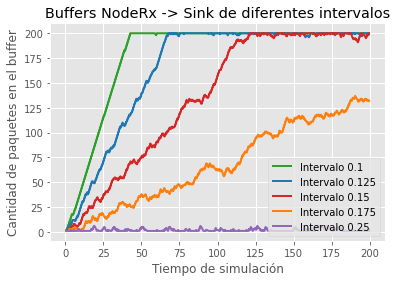 Buffers NodeRx -> Sink de diferentes intervalos
Cantidad de paquetes en el buffer
200
175
150
125
100
75
50
25
0
Intervalo 0.1
Intervalo 0.125
Intervalo 0.15
Intervalo 0.175
Intervalo 0.25
0 25 50 75 100 125 150 175 200
Tiempo de simulación